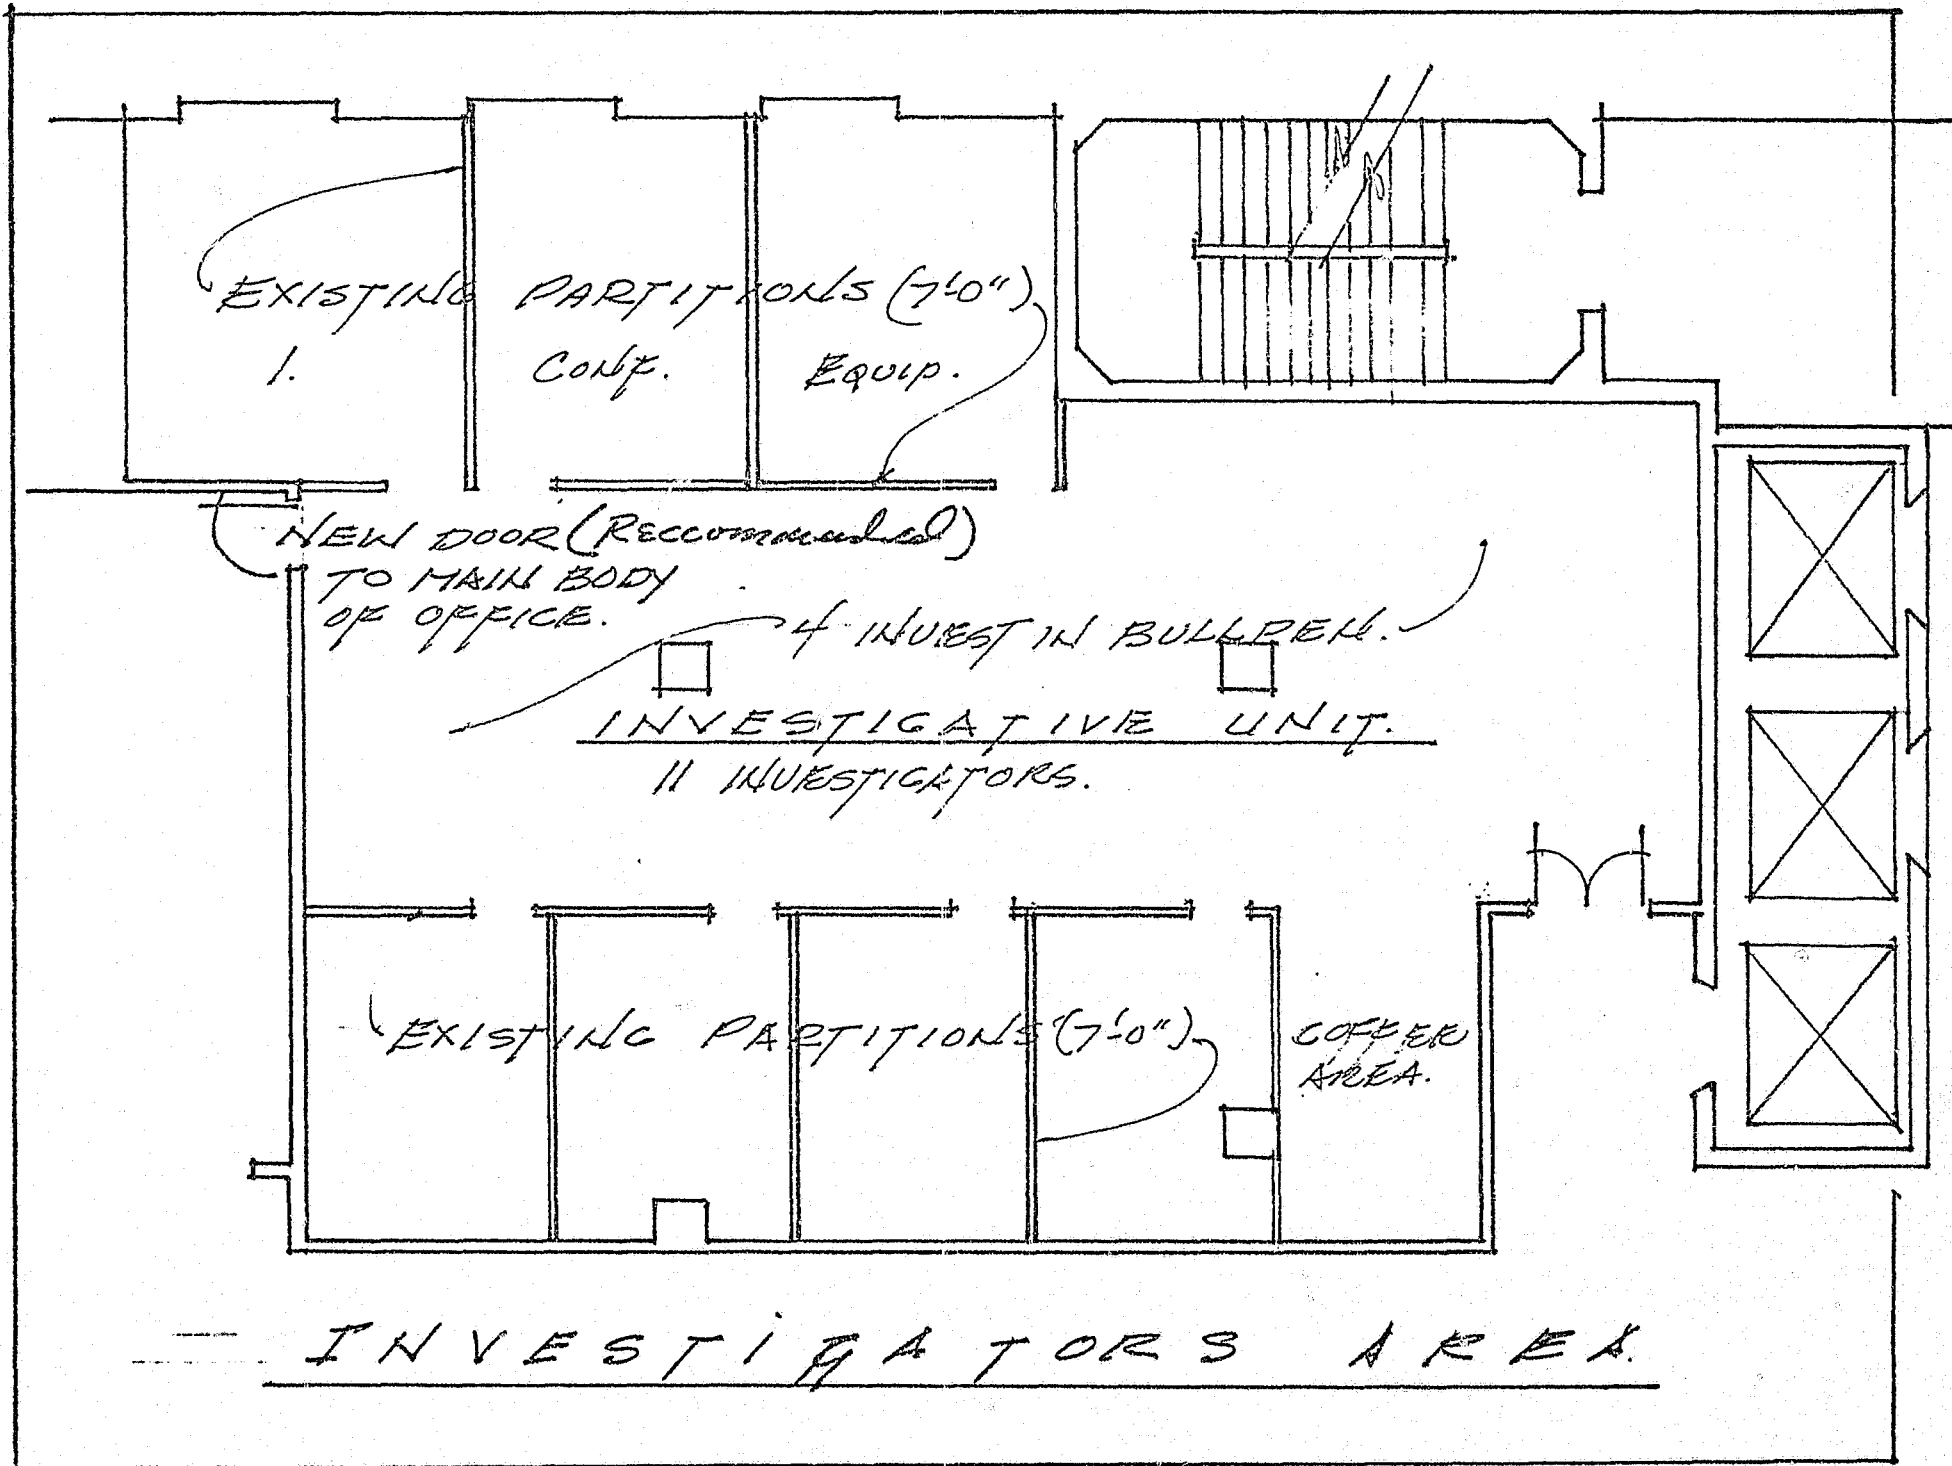 EXISTING PARTITIONS (7'-0")
1.
CONF.
EQUIP.
NEW DOOR (Reccommended)
TO MAIN BODY
OF OFFICE.
4 INVEST IN BULLPEN.
INVESTIGATIVE UNIT.
11 INVESTIGATORS.
EXISTING PARTITIONS (7'-0")
COFFEE
AREA.
INVESTIGATORS AREA.